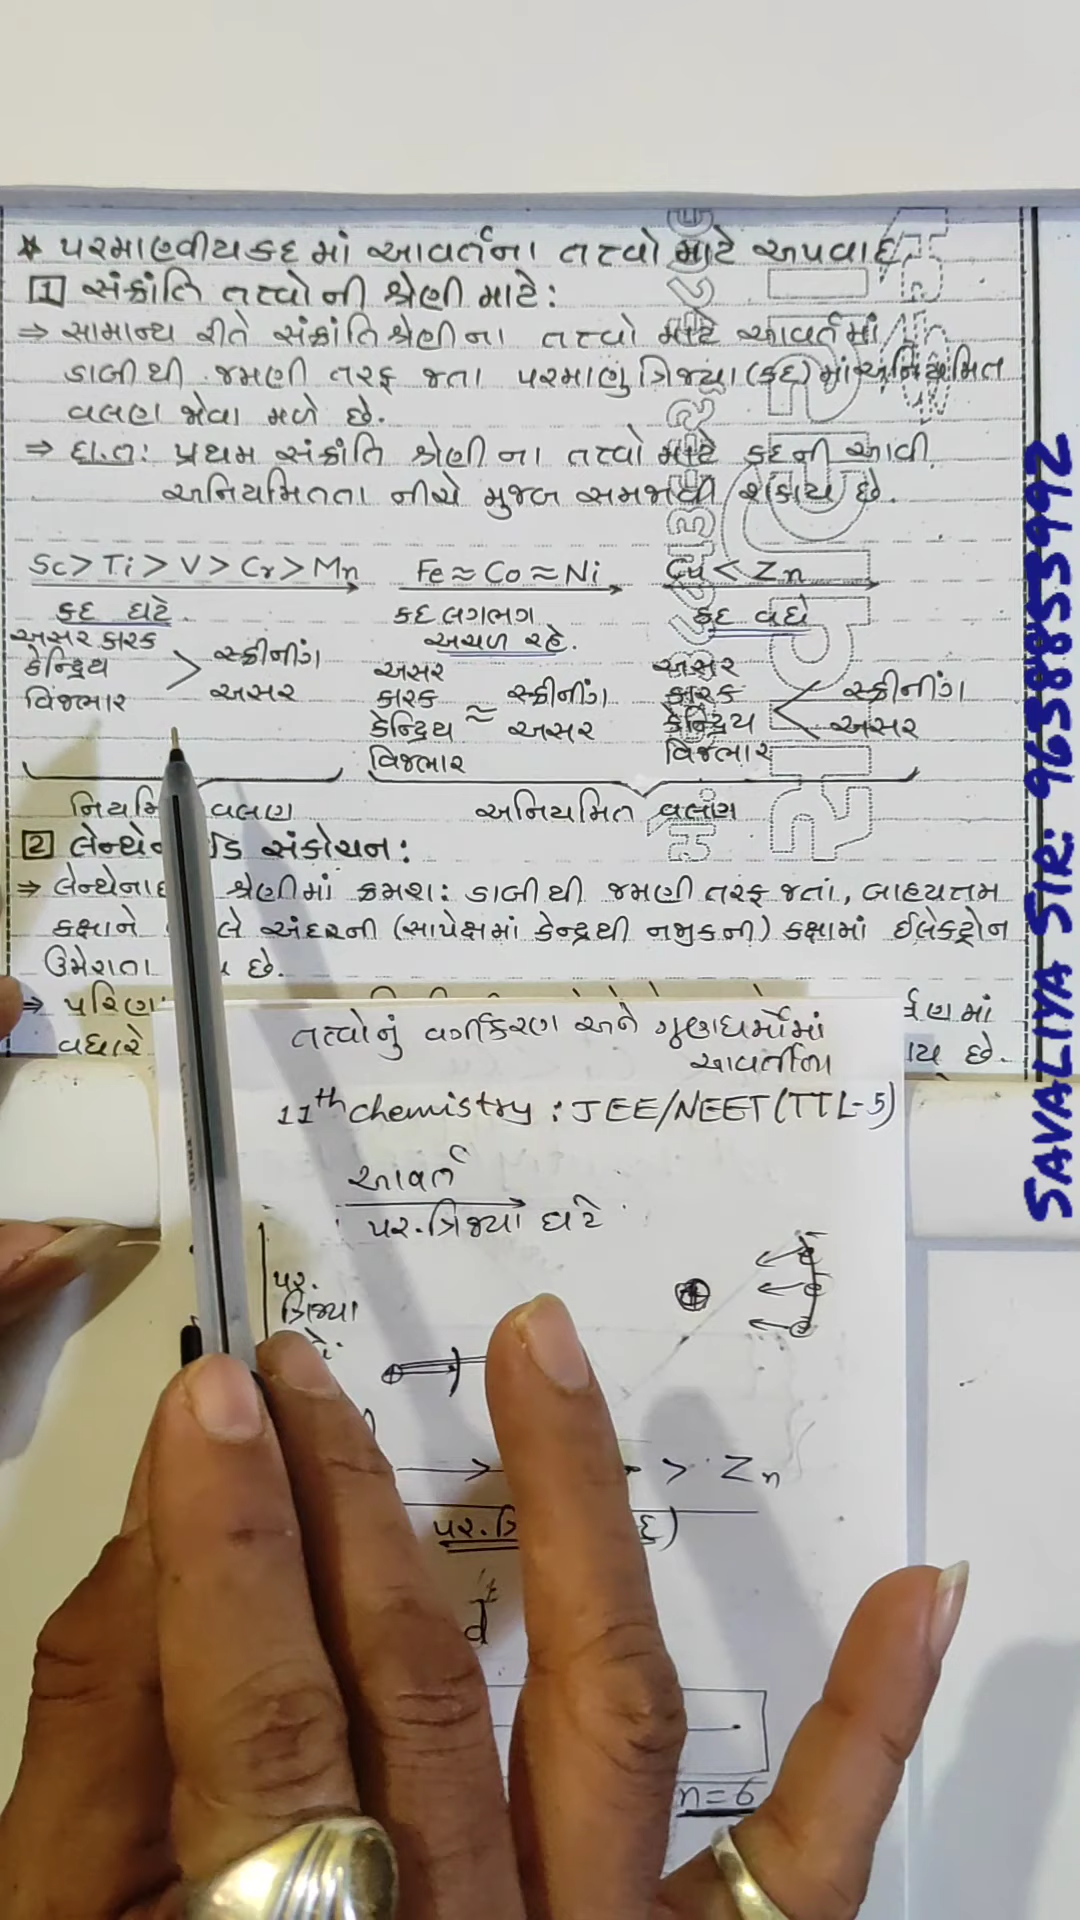 * પરમાણ્વીયકદ માં આવર્તના તત્વો માટે અપવાદ
1 સંક્રાંતિ તત્વોની શ્રેણી માટે:
⇒ સામાન્ય રીતે સંક્રાંતિશ્રેણીના તત્વો માટે આવર્તમાં
ડાબીથી જમણી તરફ જતા પરમાણુ ત્રિજ્યા (કદ) માં અનિયમિત
વલણ જોવા મળે છે.
⇒ દા.ત: પ્રથમ સંક્રાંતિ શ્રેણીના તત્વો માટે કદની આવી
અનિયમિતતા નીચે મુજબ સમજાવી શકાય છે.
Sc > Ti > V > Cr > Mn Fe ≈ Co ≈ Ni Cu < Zn
કદ ઘટે. કદ લગભગ અચળ રહે. કદ વધે
અસરકારક કેન્દ્રિય વિજભાર > સ્ક્રીનીંગ અસર
અસર કારક કેન્દ્રિય વિજભાર ≈ સ્ક્રીનીંગ અસર
અસર કારક કેન્દ્રિય વિજભાર < સ્ક્રીનીંગ અસર
વલણ અનિયમિત વલણ
2 સંકોચન:
⇒ શ્રેણીમાં ક્રમશ: ડાબીથી જમણી તરફ જતાં, બાહ્યતમ
કક્ષાને અંદરની (સાપેક્ષમાં કેન્દ્રથી નજીકની) કક્ષામાં ઈલેક્ટ્રોન
ઉમેરાતા છે.
⇒
વધારે છે.
તત્વોનું વર્ગીકરણ અને ગુણધર્મોમાં
આવર્તીતા
11th chemistry : JEE/NEET (TTL-5)
આવર્ત
પર. ત્રિજ્યા ઘટે
પર.
ત્રિજ્યા
> Zn
d
n=6
SAVALIYA SIR: 9638853992